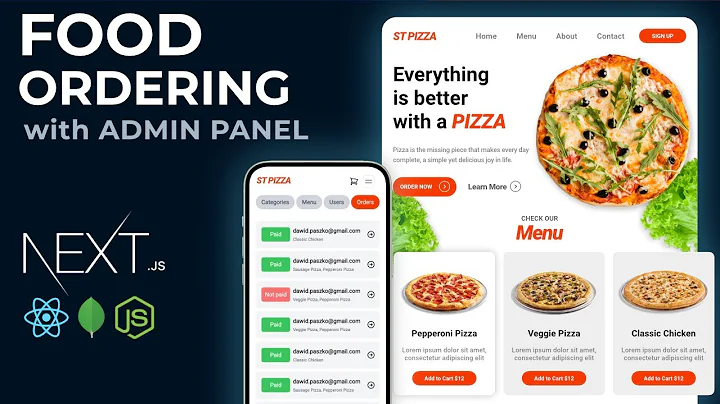 FOOD
ORDERING
with ADMIN PANEL
NEXT.JS
JS
ST PIZZA
Categories Menu Users Orders
Paid dawid.paszko@gmail.com
Classic Chicken
Paid dawid.paszko@gmail.com
Sausage Pizza, Pepperoni Pizza
Not paid dawid.paszko@gmail.com
Veggie Pizza, Pepperoni Pizza
Paid dawid.paszko@gmail.com
Veggie Pizza, Pepperoni Pizza
Paid dawid.paszko@gmail.com
Classic Chicken
Paid dawid.paszko@gmail.com
Sausage Pizza, Pepperoni Pizza
ST PIZZA Home Menu About Contact SIGN UP
Everything
is better
with a PIZZA
Pizza is the missing piece that makes every day
complete, a simple yet delicious joy in life.
ORDER NOW Learn More
CHECK OUR
Menu
Pepperoni Pizza
Lorem ipsum dolor sit amet,
consectetur adipiscing elit
Add to Cart $12
Veggie Pizza
Lorem ipsum dolor sit amet,
consectetur adipiscing elit
Add to Cart $12
Classic Chicken
Lorem ipsum dolor sit amet,
consectetur adipiscing elit
Add to Cart $12